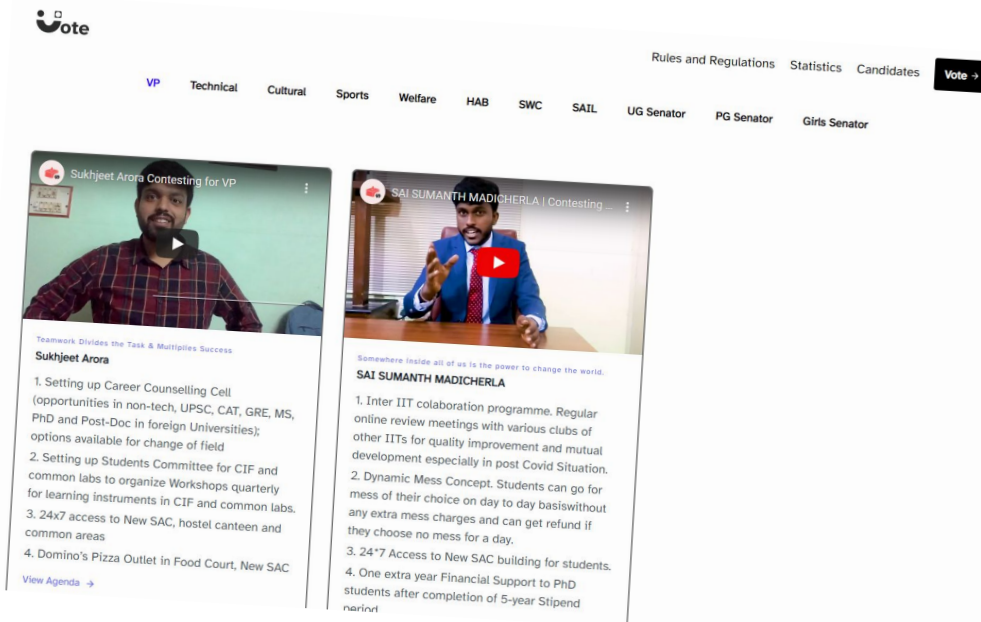 ote
Rules and Regulations Statistics Candidates Vote →
VP Technical Cultural Sports Welfare HAB SWC SAIL UG Senator PG Senator Girls Senator
Sukhjeet Arora Contesting for VP
Teamwork Divides the Task & Multiplies Success
Sukhjeet Arora
1. Setting up Career Counselling Cell
(opportunities in non-tech, UPSC, CAT, GRE, MS,
PhD and Post-Doc in foreign Universities);
options available for change of field
2. Setting up Students Committee for CIF and
common labs to organize Workshops quarterly
for learning instruments in CIF and common labs.
3. 24x7 access to New SAC, hostel canteen and
common areas
4. Domino's Pizza Outlet in Food Court, New SAC
View Agenda →
SAI SUMANTH MADICHERLA | Contesting ...
Somewhere inside all of us is the power to change the world.
SAI SUMANTH MADICHERLA
1. Inter IIT colaboration programme. Regular
online review meetings with various clubs of
other IITs for quality improvement and mutual
development especially in post Covid Situation.
2. Dynamic Mess Concept. Students can go for
mess of their choice on day to day basiswithout
any extra mess charges and can get refund if
they choose no mess for a day.
3. 24*7 Access to New SAC building for students.
4. One extra year Financial Support to PhD
students after completion of 5-year Stipend
period